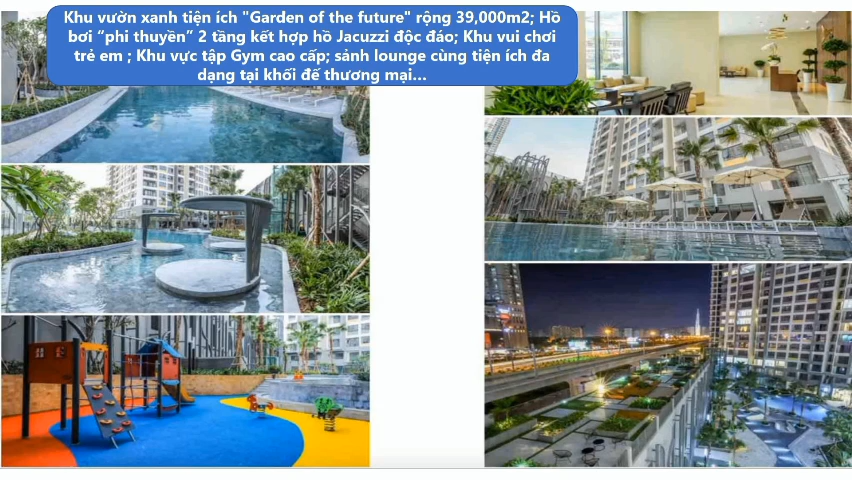 Khu vườn xanh tiện ích "Garden of the future" rộng 39,000m2; Hồ
bơi “phi thuyền” 2 tầng kết hợp hồ Jacuzzi độc đáo; Khu vui chơi
trẻ em ; Khu vực tập Gym cao cấp; sảnh lounge cùng tiện ích đa
dạng tại khối đế thương mại...